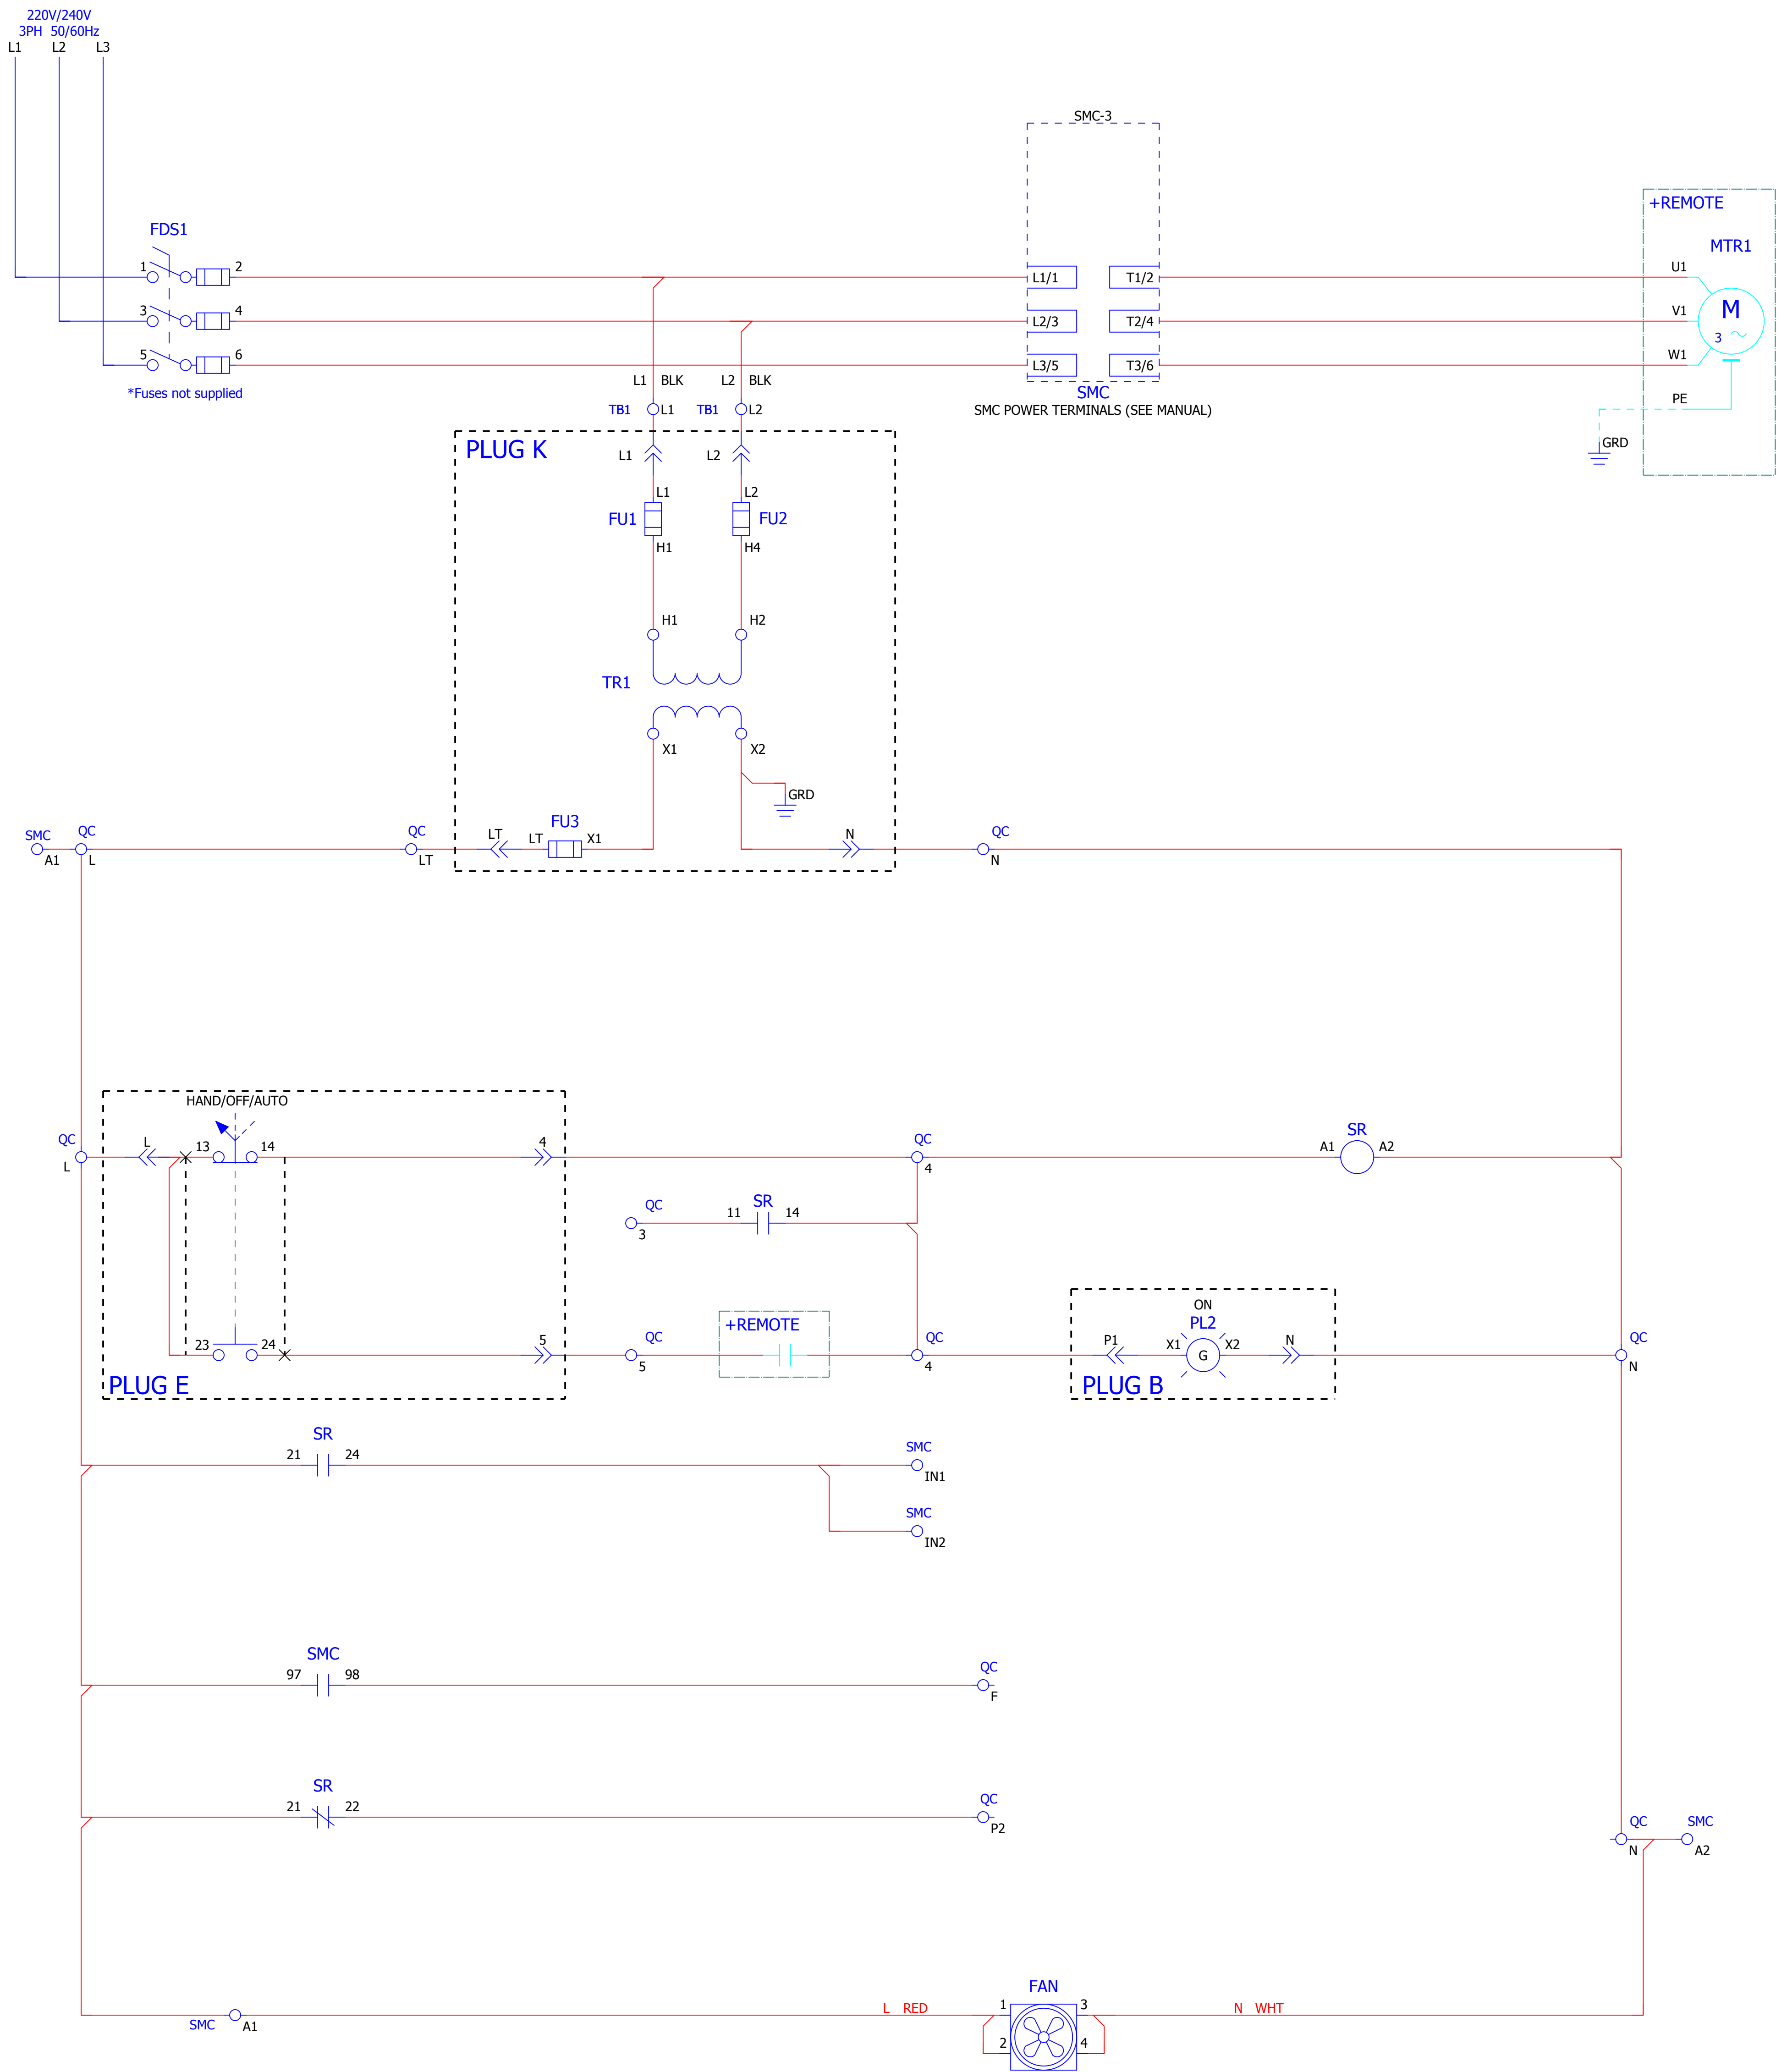 220V/240V
3PH 50/60Hz
L1 L2 L3
SMC-3
+REMOTE
MTR1
FDS1
1 2 L1/1 T1/2 U1
3 4 L2/3 T2/4 V1
M
3
5 6 L3/5 T3/6 W1
*Fuses not supplied
L1 BLK L2 BLK
SMC
SMC POWER TERMINALS (SEE MANUAL)
PE
TB1 L1 TB1 L2
GRD
PLUG K
L1 L2
L1 L2
FU1 FU2
H1 H4
H1 H2
TR1
X1 X2
GRD
FU3
SMC QC QC LT LT X1 N QC
A1 L LT N
HAND/OFF/AUTO
QC L 13 14 4 QC SR
A1 A2
L 4
QC SR
11 14
3
+REMOTE
ON
PL2
23 24 5 QC P1 X1 X2 N QC
G
5 4 N
PLUG E PLUG B
SR SMC
21 24
IN1
SMC
IN2
SMC
97 98 QC
F
SR
21 22 QC
P2
QC SMC
N A2
FAN
L RED 1 3 N WHT
SMC A1
2 4